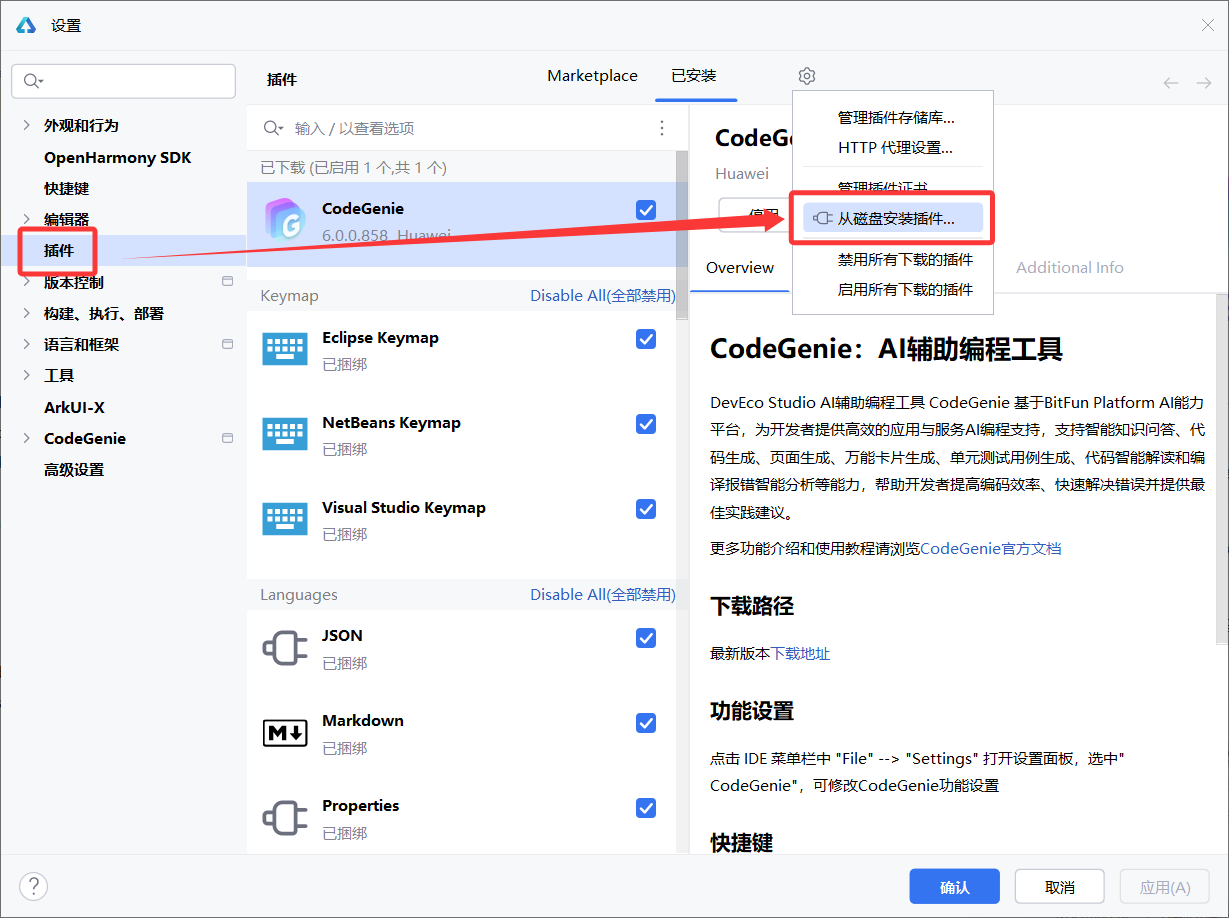 设置
外观和行为
OpenHarmony SDK
快捷键
编辑器
插件
版本控制
构建、执行、部署
语言和框架
工具
ArkUI-X
CodeGenie
高级设置
插件
Marketplace
已安装
输入 / 以查看选项
已下载 (已启用 1 个,共 1 个)
CodeGenie
6.0.0.858 Huawei
Keymap
Disable All(全部禁用)
Eclipse Keymap
已捆绑
NetBeans Keymap
已捆绑
Visual Studio Keymap
已捆绑
Languages
Disable All(全部禁用)
JSON
已捆绑
Markdown
已捆绑
Properties
已捆绑
管理插件存储库...
HTTP 代理设置...
管理插件证书
从磁盘安装插件...
禁用所有下载的插件
启用所有下载的插件
CodeGe
Huawei
停用
Overview
Additional Info
CodeGenie：AI辅助编程工具
DevEco Studio AI辅助编程工具 CodeGenie 基于BitFun Platform AI能力
平台，为开发者提供高效的应用与服务AI编程支持，支持智能知识问答、代
码生成、页面生成、万能卡片生成、单元测试用例生成、代码智能解读和编
译报错智能分析等能力，帮助开发者提高编码效率、快速解决错误并提供最
佳实践建议。
更多功能介绍和使用教程请浏览CodeGenie官方文档
下载路径
最新版本下载地址
功能设置
点击 IDE 菜单栏中 "File" --> "Settings" 打开设置面板，选中"
CodeGenie"，可修改CodeGenie功能设置
快捷键
?
确认
取消
应用(A)